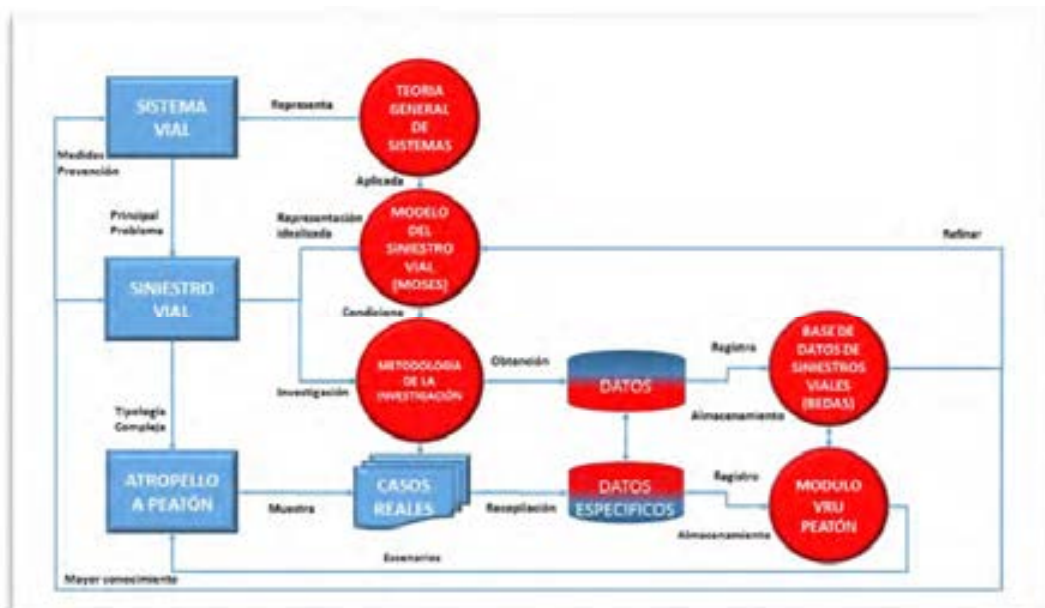 SISTEMA
VIAL
Representa
TEORIA
GENERAL
DE
SISTEMAS
Medidas
Prevención
Aplicada
Principal
Problema
Representación
idealizada
MODELO
DEL
SINIESTRO
VIAL
(MOSES)
Refinar
SINIESTRO
VIAL
Condiciona
Investigación
METODOLOGIA
DE LA
INVESTIGACIÓN
Obtención
DATOS
Registro
BASE DE
DATOS DE
SINIESTROS
VIALES
(BEDAS)
Almacenamiento
Tipología
Compleja
ATROPELLO
A PEATÓN
Muestra
CASOS
REALES
Recopilación
DATOS
ESPECIFICOS
Registro
Almacenamiento
MODULO
VRU
PEATÓN
Escenarios
Mayor conocimiento